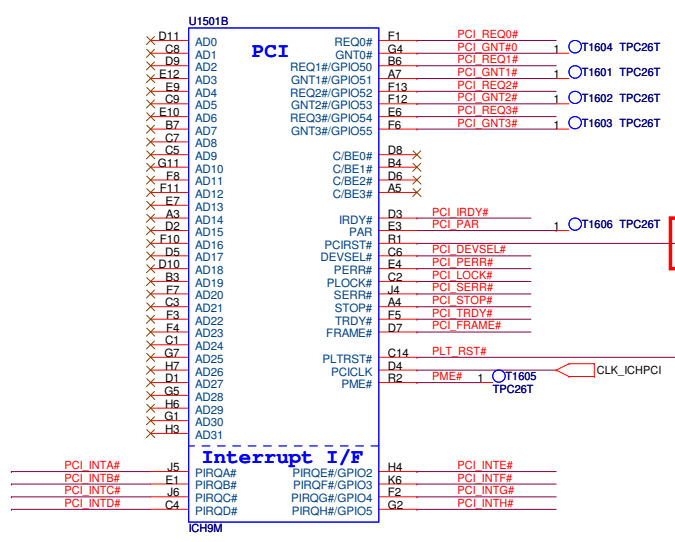 U1501B
PCI
D11 AD0 REQ0# F1 PCI_REQ0#
C8 AD1 GNT0# G4 PCI_GNT#0 1 T1604 TPC26T
D9 AD2 REQ1#/GPIO50 B6 PCI_REQ1#
E12 AD3 GNT1#/GPIO51 A7 PCI_GNT1# 1 T1601 TPC26T
E9 AD4 REQ2#/GPIO52 F13 PCI_REQ2#
C9 AD5 GNT2#/GPIO53 F12 PCI_GNT2# 1 T1602 TPC26T
E10 AD6 REQ3#/GPIO54 E6 PCI_REQ3#
B7 AD7 GNT3#/GPIO55 F6 PCI_GNT3# 1 T1603 TPC26T
C7 AD8
C5 AD9 C/BE0# D8
G11 AD10 C/BE1# B4
F8 AD11 C/BE2# D6
F11 AD12 C/BE3# A5
E7 AD13
A3 AD14 IRDY# D3 PCI_IRDY#
D2 AD15 PAR E3 PCI_PAR 1 T1606 TPC26T
F10 AD16 PCIRST# R1
D5 AD17 DEVSEL# C6 PCI_DEVSEL#
D10 AD18 PERR# E4 PCI_PERR#
B3 AD19 PLOCK# C2 PCI_LOCK#
F7 AD20 SERR# J4 PCI_SERR#
C3 AD21 STOP# A4 PCI_STOP#
F3 AD22 TRDY# F5 PCI_TRDY#
F4 AD23 FRAME# D7 PCI_FRAME#
C1 AD24
G7 AD25 PLTRST# C14 PLT_RST#
H7 AD26 PCICLK D4 CLK_ICHPCI
D1 AD27 PME# R2 PME# 1 T1605
G5 AD28 TPC26T
H6 AD29
G1 AD30
H3 AD31
Interrupt I/F
PCI_INTA# J5 PIRQA# PIRQE#/GPIO2 H4 PCI_INTE#
PCI_INTB# E1 PIRQB# PIRQF#/GPIO3 K6 PCI_INTF#
PCI_INTC# J6 PIRQC# PIRQG#/GPIO4 F2 PCI_INTG#
PCI_INTD# C4 PIRQD# PIRQH#/GPIO5 G2 PCI_INTH#
ICH9M